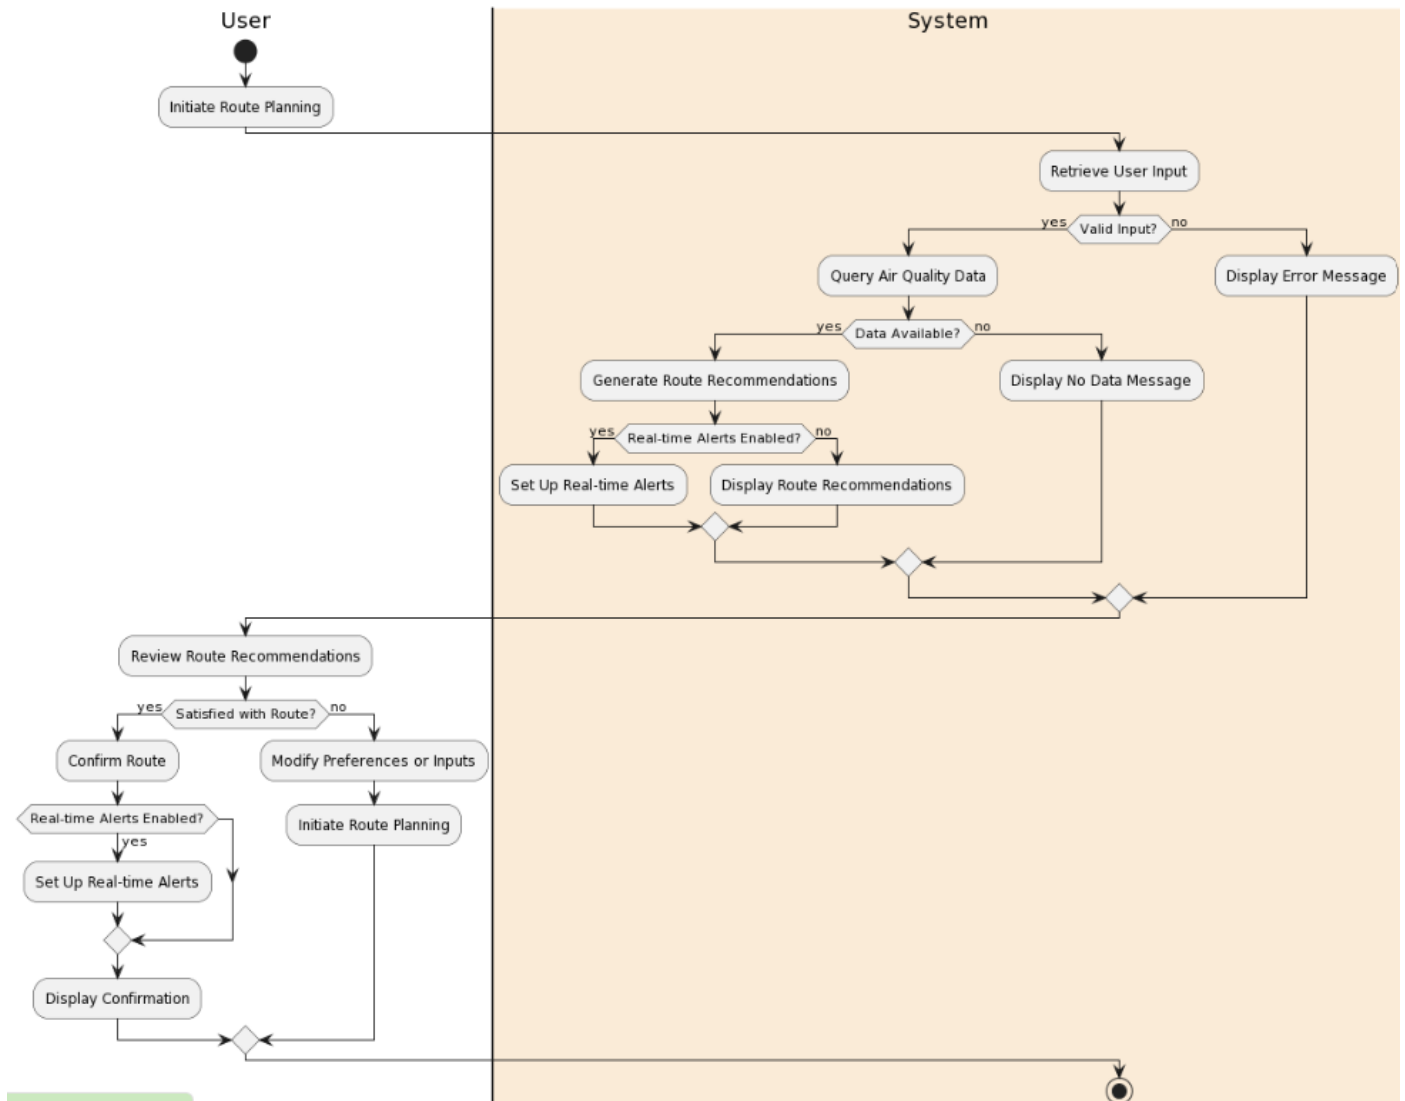 User
System
Initiate Route Planning
Retrieve User Input
yes
Valid Input?
no
Query Air Quality Data
Display Error Message
yes
Data Available?
no
Generate Route Recommendations
Display No Data Message
yes
Real-time Alerts Enabled?
no
Set Up Real-time Alerts
Display Route Recommendations
Review Route Recommendations
yes
Satisfied with Route?
no
Confirm Route
Modify Preferences or Inputs
Real-time Alerts Enabled?
Initiate Route Planning
yes
Set Up Real-time Alerts
Display Confirmation